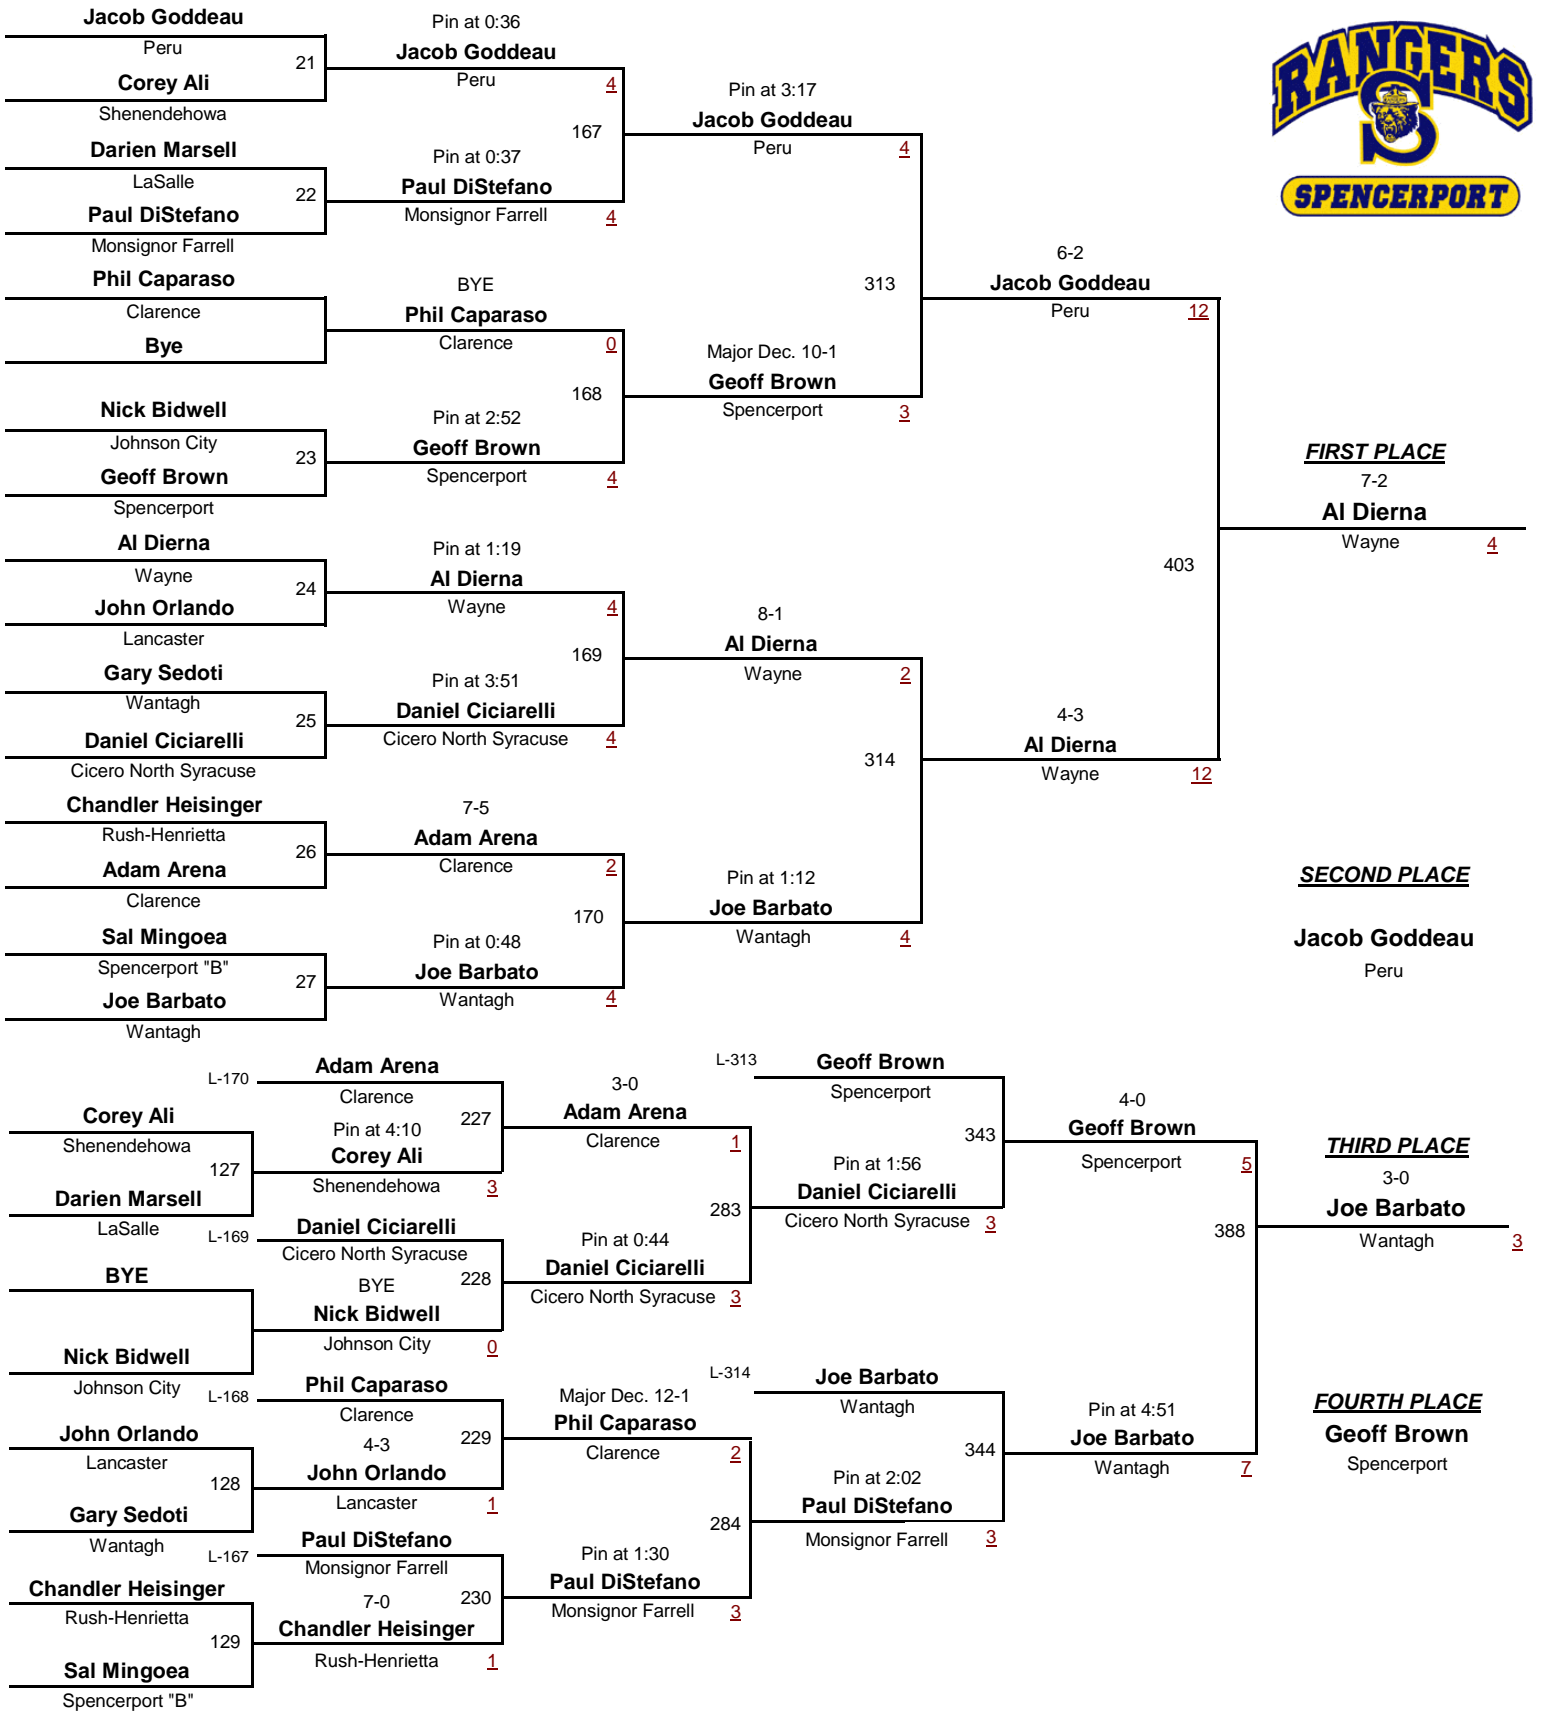 Jacob Goddeau
Peru
21
Corey Ali
Shenendehowa
Darien Marsell
LaSalle
22
Paul DiStefano
Monsignor Farrell
Phil Caparaso
Clarence
Bye
Nick Bidwell
Johnson City
23
Geoff Brown
Spencerport
Al Dierna
Wayne
24
John Orlando
Lancaster
Gary Sedoti
Wantagh
25
Daniel Ciciarelli
Cicero North Syracuse
Chandler Heisinger
Rush-Henrietta
26
Adam Arena
Clarence
Sal Mingoea
Spencerport "B"
27
Joe Barbato
Wantagh
Pin at 0:36
Jacob Goddeau
Peru 4
167
Pin at 0:37
Paul DiStefano
Monsignor Farrell 4
BYE
Phil Caparaso
Clarence 0
168
Pin at 2:52
Geoff Brown
Spencerport 4
Pin at 1:19
Al Dierna
Wayne 4
169
Pin at 3:51
Daniel Ciciarelli
Cicero North Syracuse 4
7-5
Adam Arena
Clarence 2
170
Pin at 0:48
Joe Barbato
Wantagh 4
Pin at 3:17
Jacob Goddeau
Peru 4
313
Major Dec. 10-1
Geoff Brown
Spencerport 3
8-1
Al Dierna
Wayne 2
314
Pin at 1:12
Joe Barbato
Wantagh 4
6-2
Jacob Goddeau
Peru 12
403
4-3
Al Dierna
Wayne 12
RANGERS
S
SPENCERPORT
FIRST PLACE
7-2
Al Dierna
Wayne 4
SECOND PLACE
Jacob Goddeau
Peru
Corey Ali
Shenendehowa
127
Darien Marsell
LaSalle
BYE
Nick Bidwell
Johnson City
John Orlando
Lancaster
128
Gary Sedoti
Wantagh
Chandler Heisinger
Rush-Henrietta
129
Sal Mingoea
Spencerport "B"
L-170
Adam Arena
Clarence
227
Pin at 4:10
Corey Ali
Shenendehowa 3
L-169
Daniel Ciciarelli
Cicero North Syracuse
228
BYE
Nick Bidwell
Johnson City 0
L-168
Phil Caparaso
Clarence
229
4-3
John Orlando
Lancaster 1
L-167
Paul DiStefano
Monsignor Farrell
230
7-0
Chandler Heisinger
Rush-Henrietta 1
3-0
Adam Arena
Clarence 1
283
Pin at 0:44
Daniel Ciciarelli
Cicero North Syracuse 3
Major Dec. 12-1
Phil Caparaso
Clarence 2
284
Pin at 1:30
Paul DiStefano
Monsignor Farrell 3
L-313
Geoff Brown
Spencerport
343
Pin at 1:56
Daniel Ciciarelli
Cicero North Syracuse 3
L-314
Joe Barbato
Wantagh
344
Pin at 2:02
Paul DiStefano
Monsignor Farrell 3
4-0
Geoff Brown
Spencerport 5
388
Pin at 4:51
Joe Barbato
Wantagh 7
THIRD PLACE
3-0
Joe Barbato
Wantagh 3
FOURTH PLACE
Geoff Brown
Spencerport